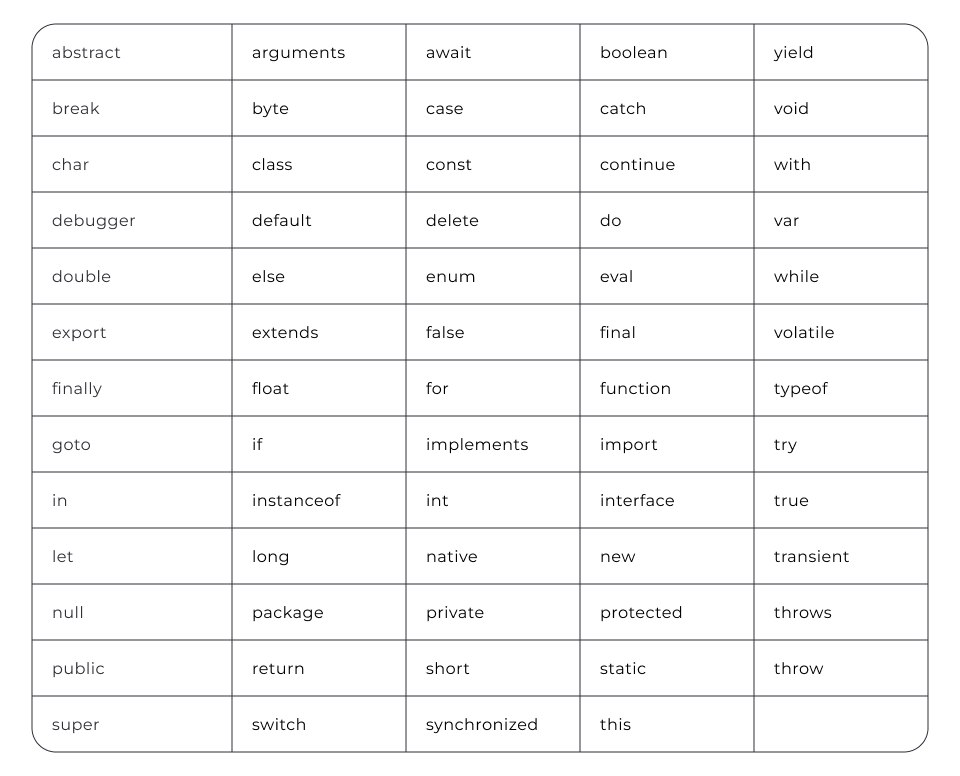 abstract arguments await boolean yield
break byte case catch void
char class const continue with
debugger default delete do var
double else enum eval while
export extends false final volatile
finally float for function typeof
goto if implements import try
in instanceof int interface true
let long native new transient
null package private protected throws
public return short static throw
super switch synchronized this